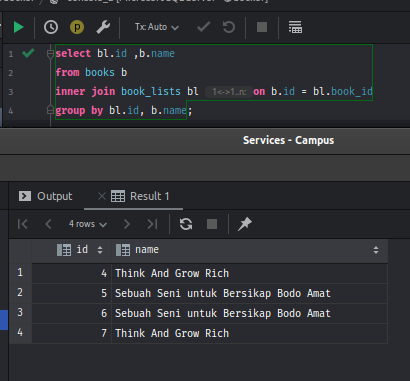 Tx: Auto
1 select bl.id ,b.name
2 from books b
3 inner join book_lists bl 1<->1..n: on b.id = bl.book_id
4 group by bl.id, b.name;
Services - Campus
Output Result 1
4 rows
id name
1 4 Think And Grow Rich
2 5 Sebuah Seni untuk Bersikap Bodo Amat
3 6 Sebuah Seni untuk Bersikap Bodo Amat
4 7 Think And Grow Rich